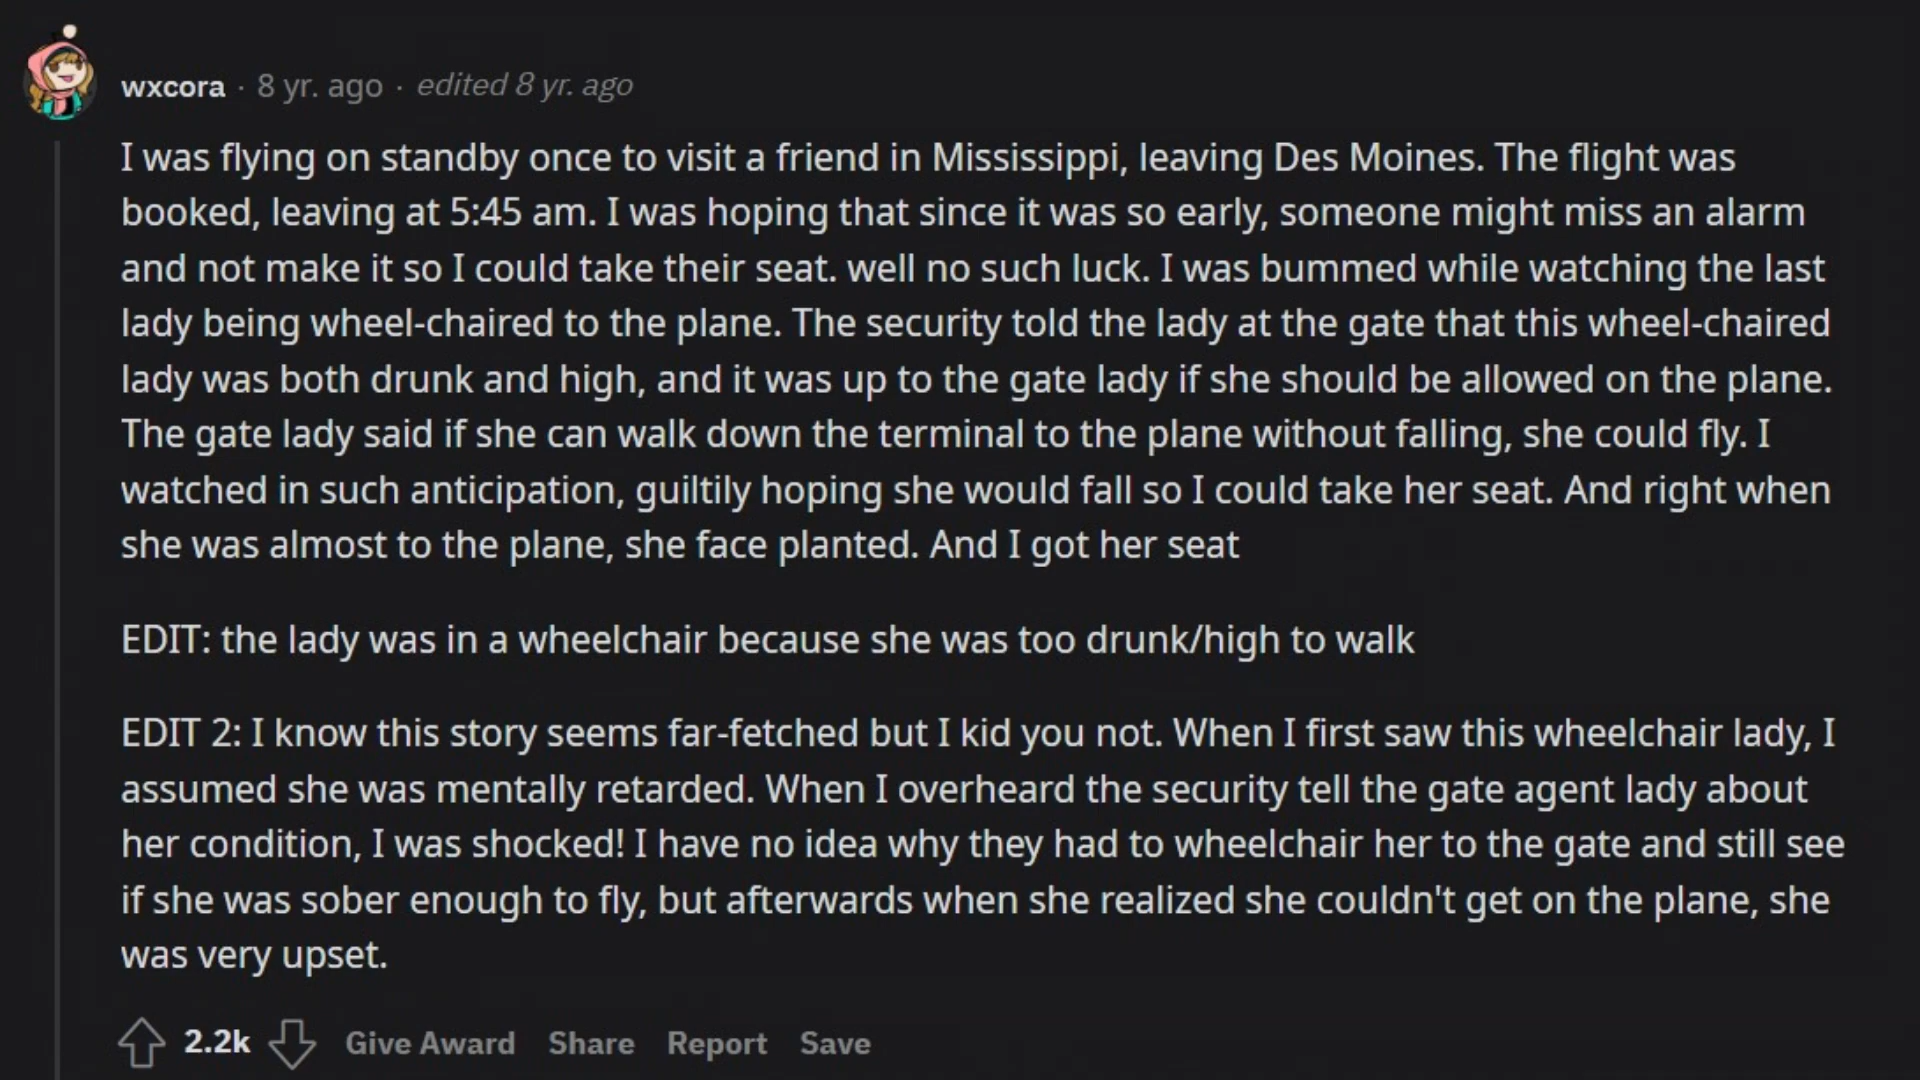 wxcora · 8 yr. ago · edited 8 yr. ago
I was flying on standby once to visit a friend in Mississippi, leaving Des Moines. The flight was
booked, leaving at 5:45 am. I was hoping that since it was so early, someone might miss an alarm
and not make it so I could take their seat. well no such luck. I was bummed while watching the last
lady being wheel-chaired to the plane. The security told the lady at the gate that this wheel-chaired
lady was both drunk and high, and it was up to the gate lady if she should be allowed on the plane.
The gate lady said if she can walk down the terminal to the plane without falling, she could fly. I
watched in such anticipation, guiltily hoping she would fall so I could take her seat. And right when
she was almost to the plane, she face planted. And I got her seat
EDIT: the lady was in a wheelchair because she was too drunk/high to walk
EDIT 2: I know this story seems far-fetched but I kid you not. When I first saw this wheelchair lady, I
assumed she was mentally retarded. When I overheard the security tell the gate agent lady about
her condition, I was shocked! I have no idea why they had to wheelchair her to the gate and still see
if she was sober enough to fly, but afterwards when she realized she couldn't get on the plane, she
was very upset.
2.2k Give Award Share Report Save